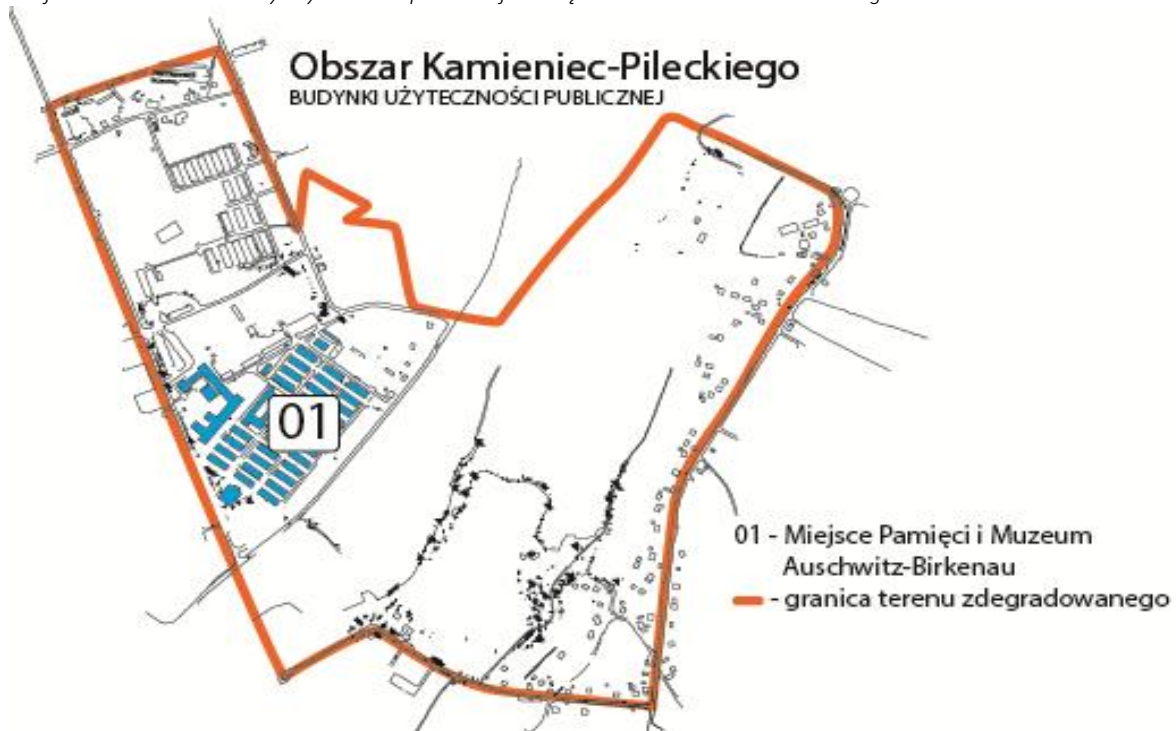 Obszar Kamieniec-Pileckiego
BUDYNKI UŻYTECZNOŚCI PUBLICZNEJ
01
01 - Miejsce Pamięci i Muzeum
Auschwitz-Birkenau
- granica terenu zdegradowanego